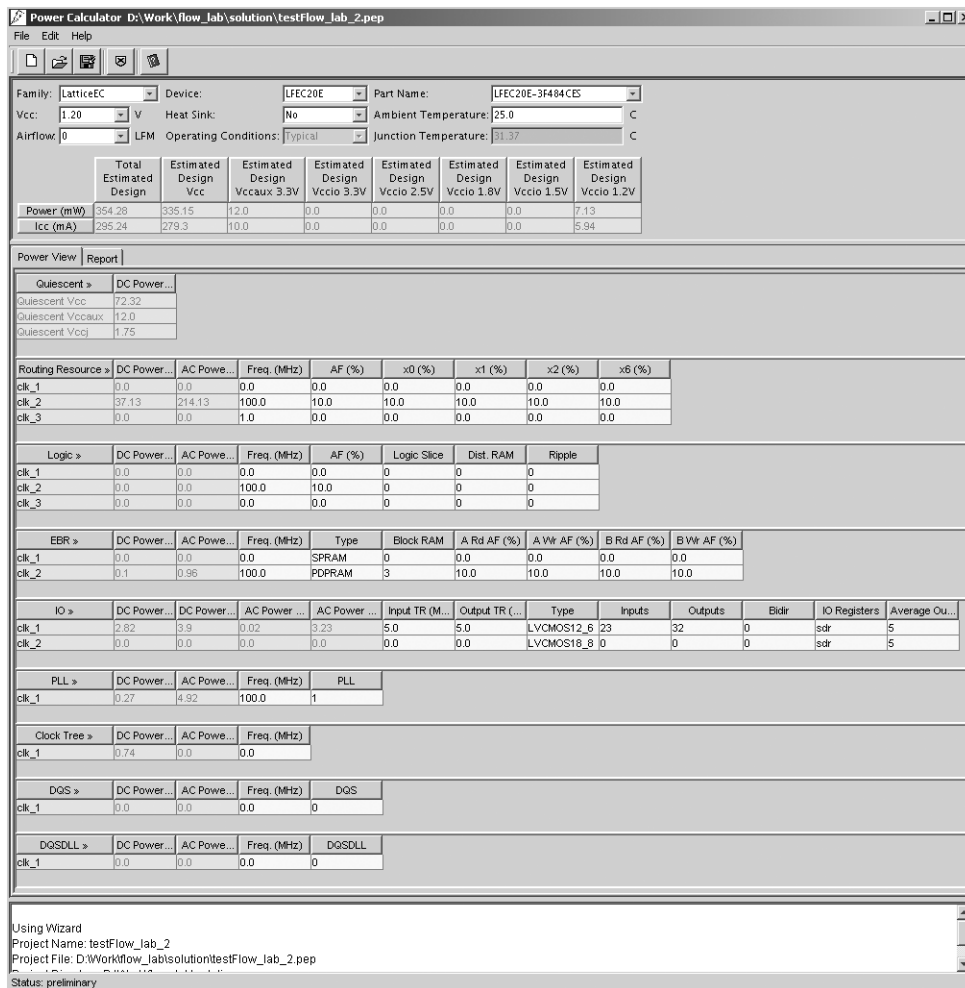 Power Calculator D:\Work\flow_lab\solution\testFlow_lab_2.pep
File Edit Help
Family: LatticeEC Device: LFEC20E Part Name: LFEC20E-3F484CES
Vcc: 1.20 V Heat Sink: No Ambient Temperature: 25.0 C
Airflow: 0 LFM Operating Conditions: Typical Junction Temperature: 31.37 C
Total Estimated Design Estimated Design Vcc Estimated Design Vccaux 3.3V Estimated Design Vccio 3.3V Estimated Design Vccio 2.5V Estimated Design Vccio 1.8V Estimated Design Vccio 1.5V Estimated Design Vccio 1.2V
Power (mW) 354.28 335.15 12.0 0.0 0.0 0.0 0.0 7.13
Icc (mA) 295.24 279.3 10.0 0.0 0.0 0.0 0.0 5.94
Power View Report
Quiescent » DC Power...
Quiescent Vcc 72.32
Quiescent Vccaux 12.0
Quiescent Vccj 1.75
Routing Resource » DC Power... AC Powe... Freq. (MHz) AF (%) x0 (%) x1 (%) x2 (%) x6 (%)
clk_1 0.0 0.0 0.0 0.0 0.0 0.0 0.0 0.0
clk_2 37.13 214.13 100.0 10.0 10.0 10.0 10.0 10.0
clk_3 0.0 0.0 1.0 0.0 0.0 0.0 0.0 0.0
Logic » DC Power... AC Powe... Freq. (MHz) AF (%) Logic Slice Dist. RAM Ripple
clk_1 0.0 0.0 0.0 0.0 0 0 0
clk_2 0.0 0.0 100.0 10.0 0 0 0
clk_3 0.0 0.0 0.0 0.0 0 0 0
EBR » DC Power... AC Powe... Freq. (MHz) Type Block RAM A Rd AF (%) A Wr AF (%) B Rd AF (%) B Wr AF (%)
clk_1 0.0 0.0 0.0 SPRAM 0 0.0 0.0 0.0 0.0
clk_2 0.1 0.96 100.0 PDPRAM 3 10.0 10.0 10.0 10.0
IO » DC Power... DC Power... AC Power ... AC Power ... Input TR (M... Output TR (... Type Inputs Outputs Bidir IO Registers Average Ou...
clk_1 2.82 3.9 0.02 3.23 5.0 5.0 LVCMOS12_6 23 32 0 sdr 5
clk_2 0.0 0.0 0.0 0.0 0.0 0.0 LVCMOS18_8 0 0 0 sdr 5
PLL » DC Power... AC Powe... Freq. (MHz) PLL
clk_1 0.27 4.92 100.0 1
Clock Tree » DC Power... AC Powe... Freq. (MHz)
clk_1 0.74 0.0 0.0
DQS » DC Power... AC Powe... Freq. (MHz) DQS
clk_1 0.0 0.0 0.0 0
DQSDLL » DC Power... AC Powe... Freq. (MHz) DQSDLL
clk_1 0.0 0.0 0.0 0
Using Wizard
Project Name: testFlow_lab_2
Project File: D:\Work\flow_lab\solution\testFlow_lab_2.pep
Status: preliminary